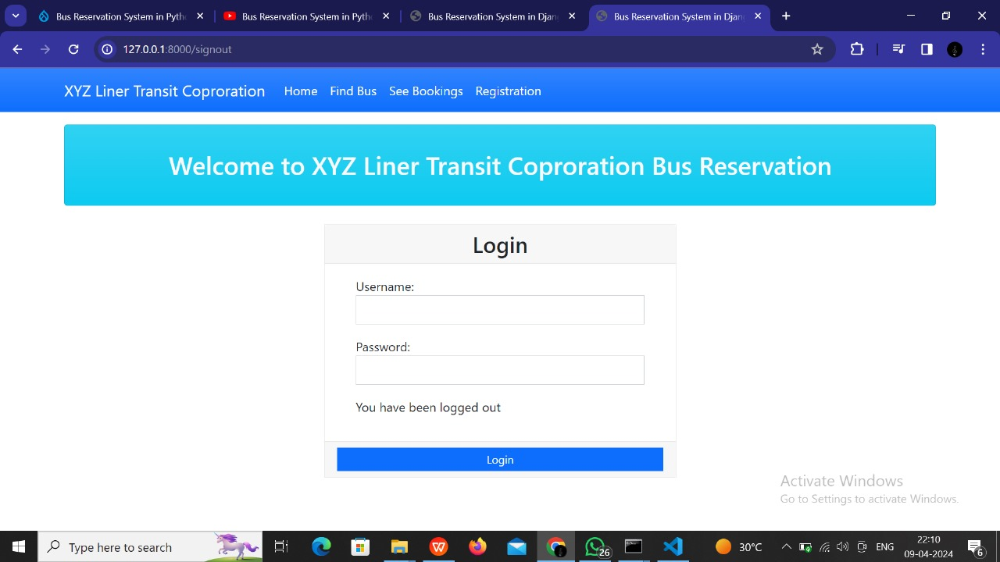 Bus Reservation System in Pyth
Bus Reservation System in Pyth
Bus Reservation System in Djan
Bus Reservation System in Djan
127.0.0.1:8000/signout
XYZ Liner Transit Coproration Home Find Bus See Bookings Registration
Welcome to XYZ Liner Transit Coproration Bus Reservation
Login
Username:
Password:
You have been logged out
Login
Activate Windows
Go to Settings to activate Windows.
Type here to search
26
30°C
ENG
22:10
09-04-2024
6